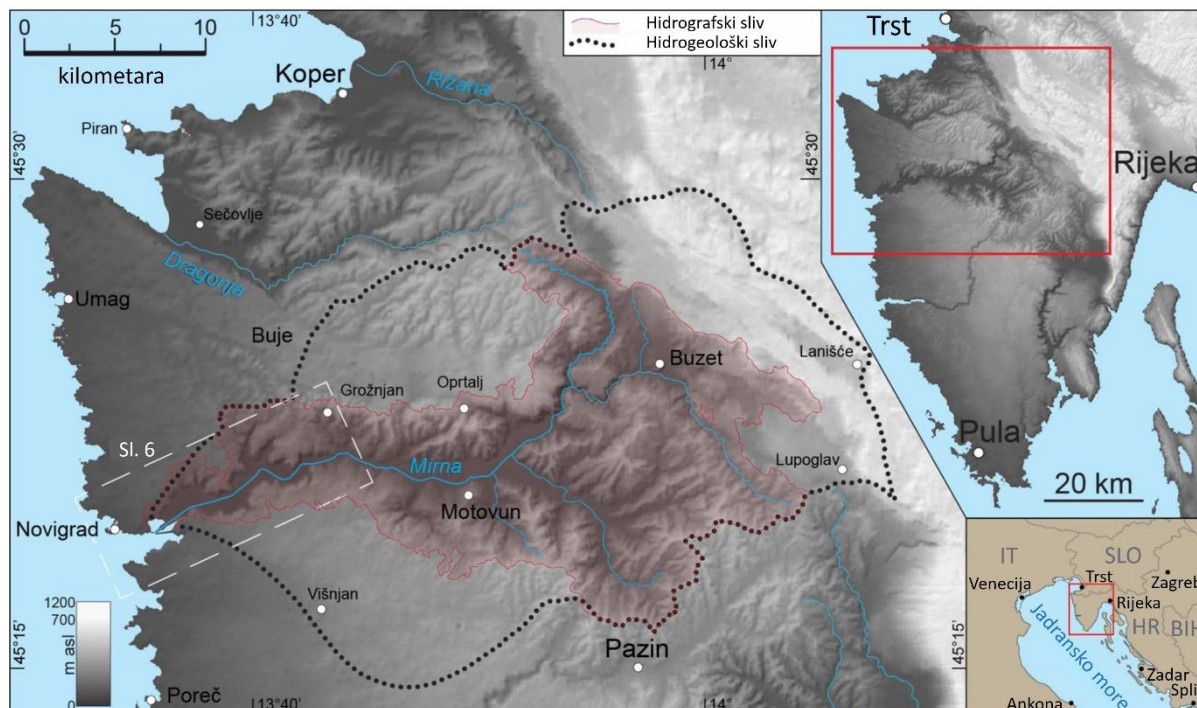 0 5 10
kilometara
13°40'
Hidrografski sliv
Hidrogeološki sliv
14°
Trst
Koper
Rižana
Piran
45°30'
45°30'
Rijeka
Sečovlje
Dragonja
Umag
Buje
Buzet
Lanišće
Grožnjan
Oprtalj
Sl. 6
Mirna
Lupoglav
Motovun
Novigrad
Višnjan
Pula
20 km
1200
700
0
m asl
Pazin
45°15'
45°15'
Poreč
13°40'
14°
IT
SLO
Venecija
Trst
Zagreb
Rijeka
HR
BIH
Jadransko more
Zadar
Spli
Ankona